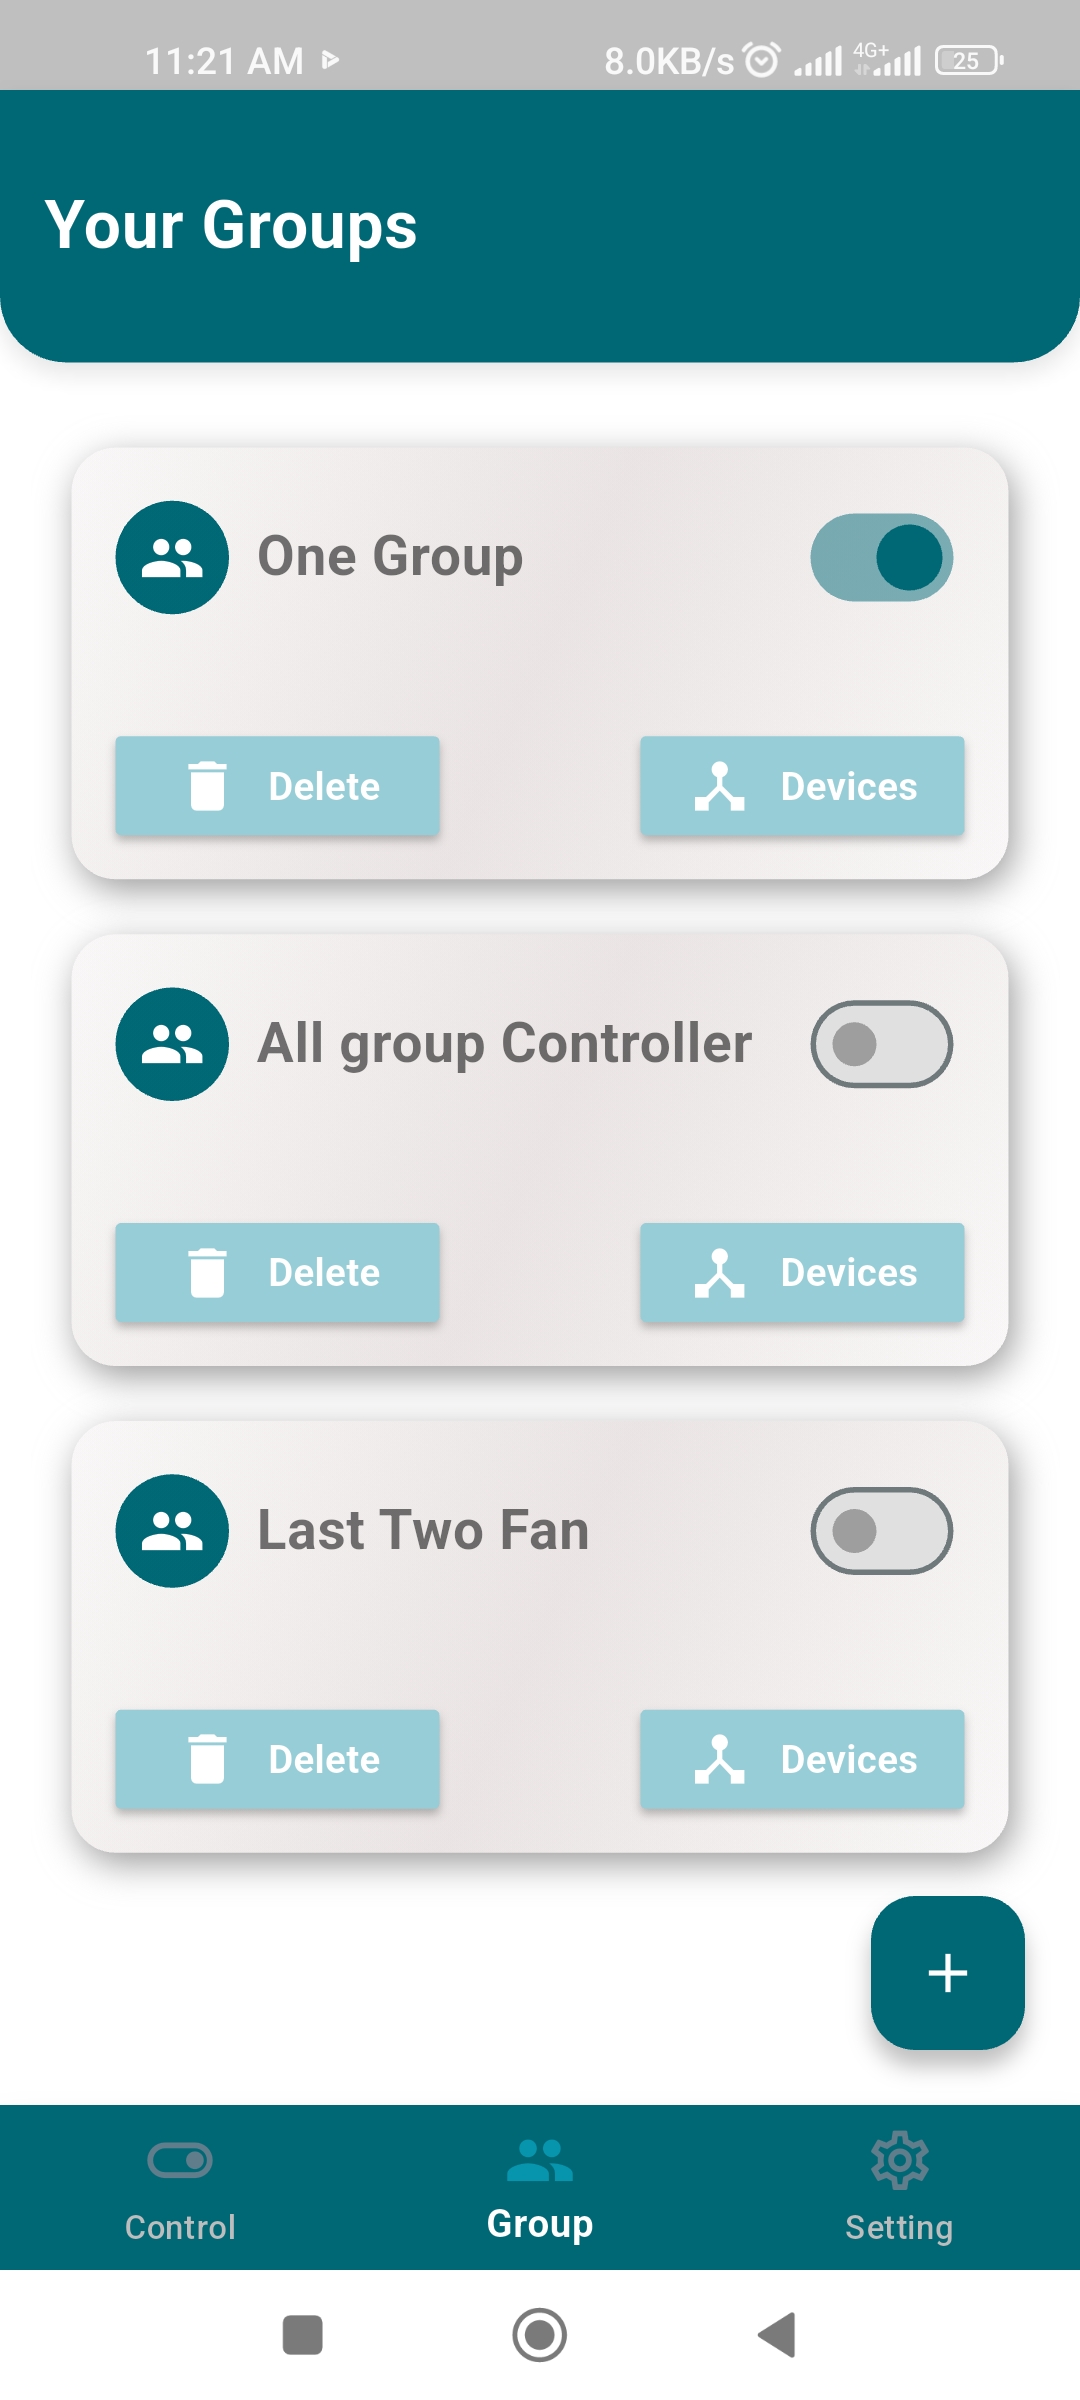 11:21 AM
8.0KB/s 4G+ 25
Your Groups
One Group
Delete Devices
All group Controller
Delete Devices
Last Two Fan
Delete Devices
Control Group Setting